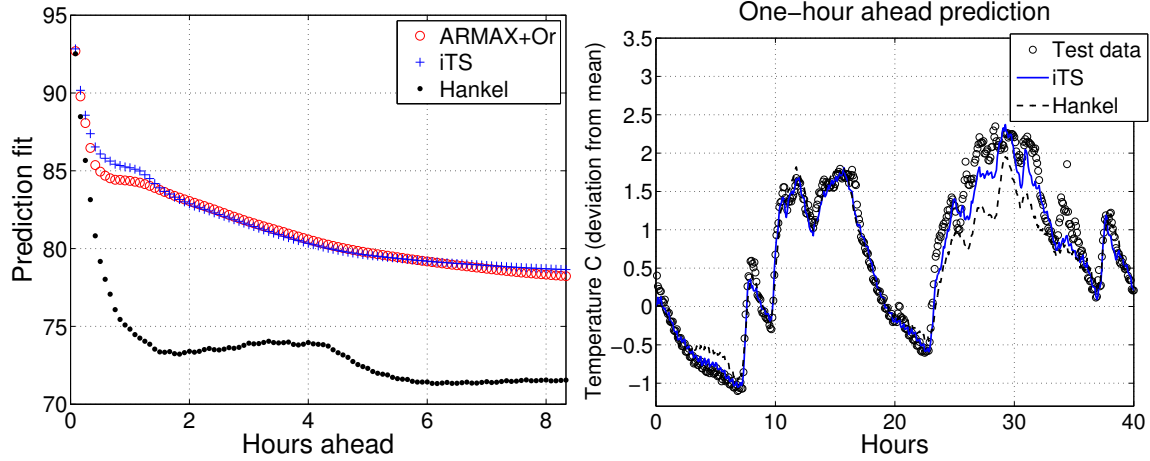 95
90
85
80
75
70
0
2
4
6
8
Prediction fit
Hours ahead
ARMAX+Or
iTS
Hankel
One−hour ahead prediction
3.5
3
2.5
2
1.5
1
0.5
0
−0.5
−1
0
10
20
30
40
Temperature C (deviation from mean)
Hours
Test data
iTS
Hankel